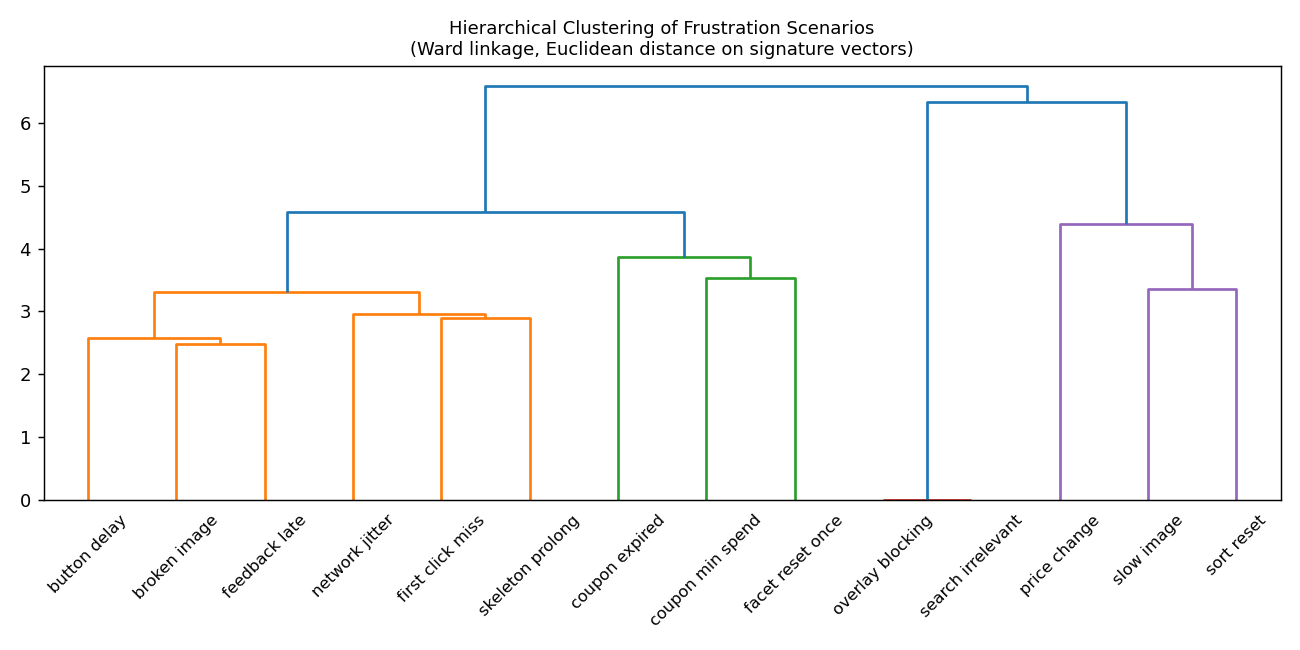 Hierarchical Clustering of Frustration Scenarios
(Ward linkage, Euclidean distance on signature vectors)
6
5
4
3
2
1
0
button delay
broken image
feedback late
network jitter
first click miss
skeleton prolong
coupon expired
coupon min spend
facet reset once
overlay blocking
search irrelevant
price change
slow image
sort reset